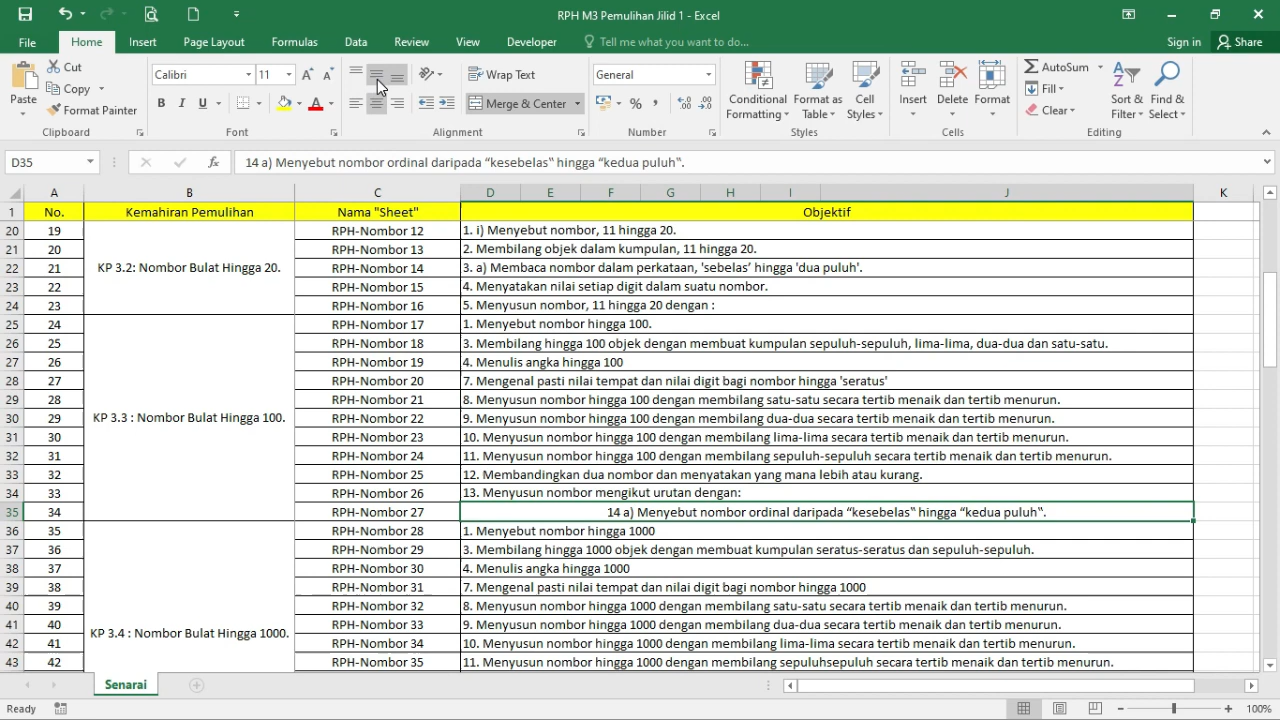 RPH M3 Pemulihan Jilid 1 - Excel
File Home Insert Page Layout Formulas Data Review View Developer Tell me what you want to do... Sign in Share
Paste Cut Copy Format Painter Clipboard
Calibri 11 B I U A A A Font
Wrap Text Merge & Center Alignment
General % , Number
Conditional Formatting Format as Table Cell Styles Styles
Insert Delete Format Cells
AutoSum Fill Clear Sort & Filter Find & Select Editing
D35 fx 14 a) Menyebut nombor ordinal daripada “kesebelas‟ hingga “kedua puluh‟.
A B C D E F G H I J K
1 No. Kemahiran Pemulihan Nama "Sheet" Objektif
20 19 RPH-Nombor 12 1. i) Menyebut nombor, 11 hingga 20.
21 20 RPH-Nombor 13 2. Membilang objek dalam kumpulan, 11 hingga 20.
22 21 KP 3.2: Nombor Bulat Hingga 20. RPH-Nombor 14 3. a) Membaca nombor dalam perkataan, 'sebelas’ hingga 'dua puluh'.
23 22 RPH-Nombor 15 4. Menyatakan nilai setiap digit dalam suatu nombor.
24 23 RPH-Nombor 16 5. Menyusun nombor, 11 hingga 20 dengan :
25 24 RPH-Nombor 17 1. Menyebut nombor hingga 100.
26 25 RPH-Nombor 18 3. Membilang hingga 100 objek dengan membuat kumpulan sepuluh-sepuluh, lima-lima, dua-dua dan satu-satu.
27 26 RPH-Nombor 19 4. Menulis angka hingga 100
28 27 RPH-Nombor 20 7. Mengenal pasti nilai tempat dan nilai digit bagi nombor hingga 'seratus'
29 28 RPH-Nombor 21 8. Menyusun nombor hingga 100 dengan membilang satu-satu secara tertib menaik dan tertib menurun.
30 29 KP 3.3 : Nombor Bulat Hingga 100. RPH-Nombor 22 9. Menyusun nombor hingga 100 dengan membilang dua-dua secara tertib menaik dan tertib menurun.
31 30 RPH-Nombor 23 10. Menyusun nombor hingga 100 dengan membilang lima-lima secara tertib menaik dan tertib menurun.
32 31 RPH-Nombor 24 11. Menyusun nombor hingga 100 dengan membilang sepuluh-sepuluh secara tertib menaik dan tertib menurun.
33 32 RPH-Nombor 25 12. Membandingkan dua nombor dan menyatakan yang mana lebih atau kurang.
34 33 RPH-Nombor 26 13. Menyusun nombor mengikut urutan dengan:
35 34 RPH-Nombor 27 14 a) Menyebut nombor ordinal daripada “kesebelas‟ hingga “kedua puluh‟.
36 35 RPH-Nombor 28 1. Menyebut nombor hingga 1000
37 36 RPH-Nombor 29 3. Membilang hingga 1000 objek dengan membuat kumpulan seratus-seratus dan sepuluh-sepuluh.
38 37 RPH-Nombor 30 4. Menulis angka hingga 1000
39 38 RPH-Nombor 31 7. Mengenal pasti nilai tempat dan nilai digit bagi nombor hingga 1000
40 39 RPH-Nombor 32 8. Menyusun nombor hingga 1000 dengan membilang satu-satu secara tertib menaik dan tertib menurun.
41 40 KP 3.4 : Nombor Bulat Hingga 1000. RPH-Nombor 33 9. Menyusun nombor hingga 1000 dengan membilang dua-dua secara tertib menaik dan tertib menurun.
42 41 RPH-Nombor 34 10. Menyusun nombor hingga 1000 dengan membilang lima-lima secara tertib menaik dan tertib menurun.
43 42 RPH-Nombor 35 11. Menyusun nombor hingga 1000 dengan membilang sepuluhsepuluh secara tertib menaik dan tertib menurun.
Senarai
Ready 100%